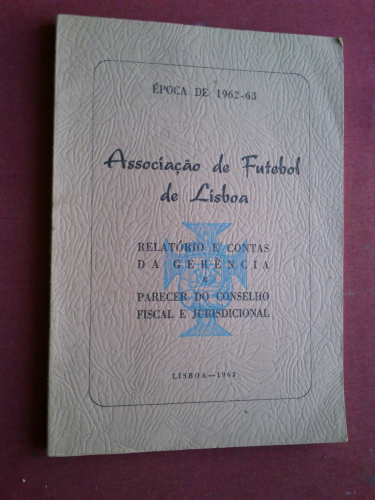 ÉPOCA DE 1962-63
Associação de Futebol
de Lisboa
RELATÓRIO E CONTAS
DA GERÊNCIA
E
PARECER DO CONSELHO
FISCAL E JURISDICIONAL
LISBOA—1963